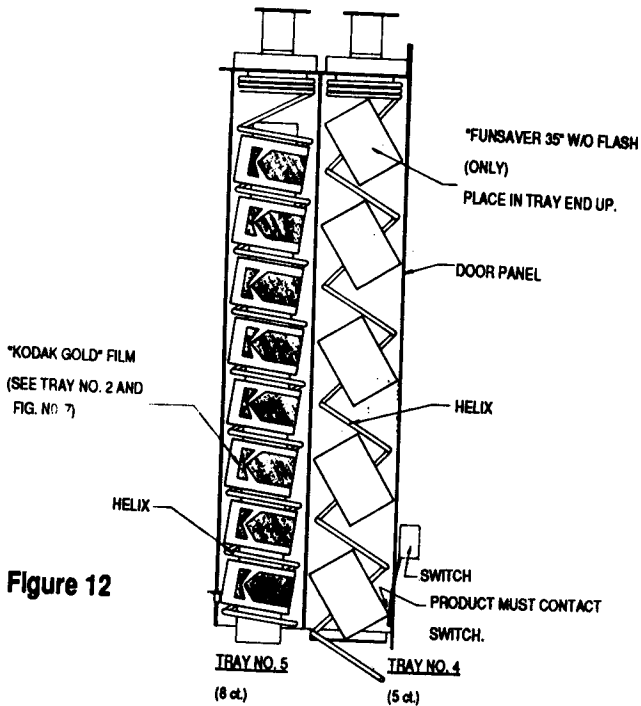 "FUNSAVER 35" W/O FLASH
(ONLY)
PLACE IN TRAY END UP.
DOOR PANEL
"KODAK GOLD" FILM
(SEE TRAY NO. 2 AND
FIG. NO. 7)
HELIX
HELIX
Figure 12
SWITCH
PRODUCT MUST CONTACT
SWITCH.
TRAY NO. 5
(8 ct.)
TRAY NO. 4
(5 ct.)